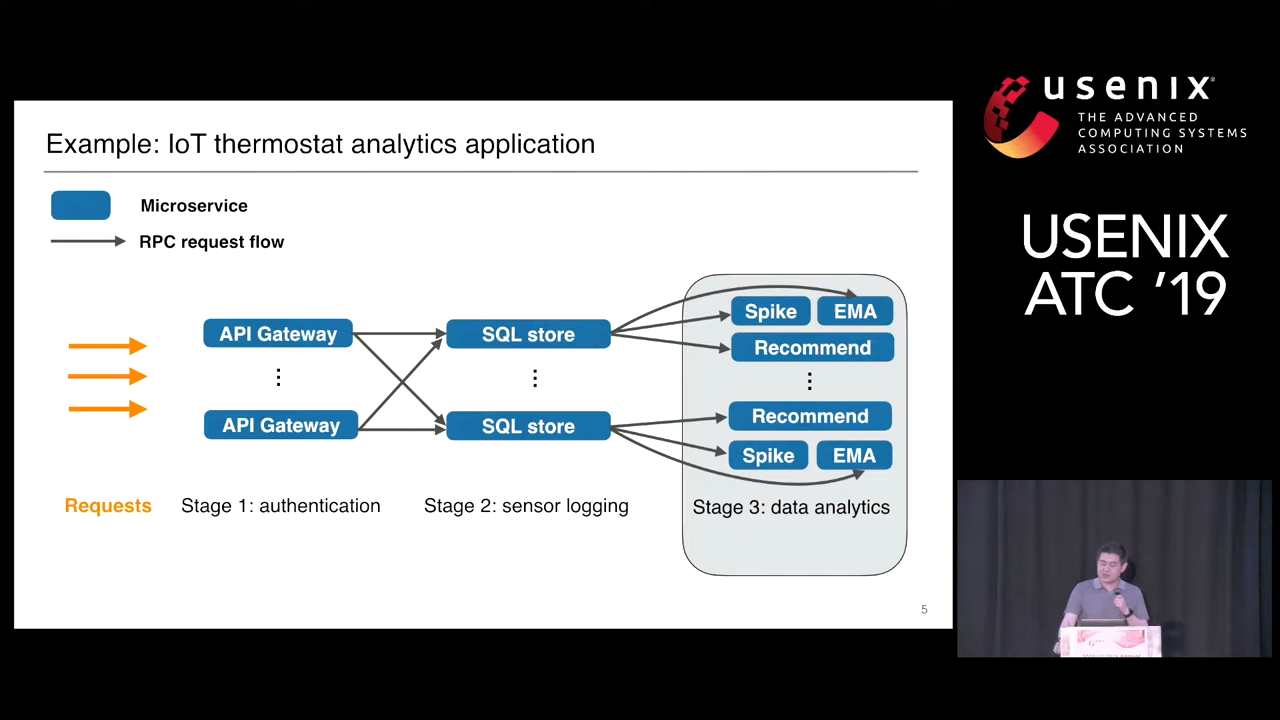 Example: IoT thermostat analytics application
Microservice
RPC request flow
API Gateway
SQL store
Spike
EMA
Recommend
⋮
⋮
⋮
API Gateway
SQL store
Recommend
Spike
EMA
Requests
Stage 1: authentication
Stage 2: sensor logging
Stage 3: data analytics
5
usenix
THE ADVANCED
COMPUTING SYSTEMS
ASSOCIATION
USENIX
ATC ’19